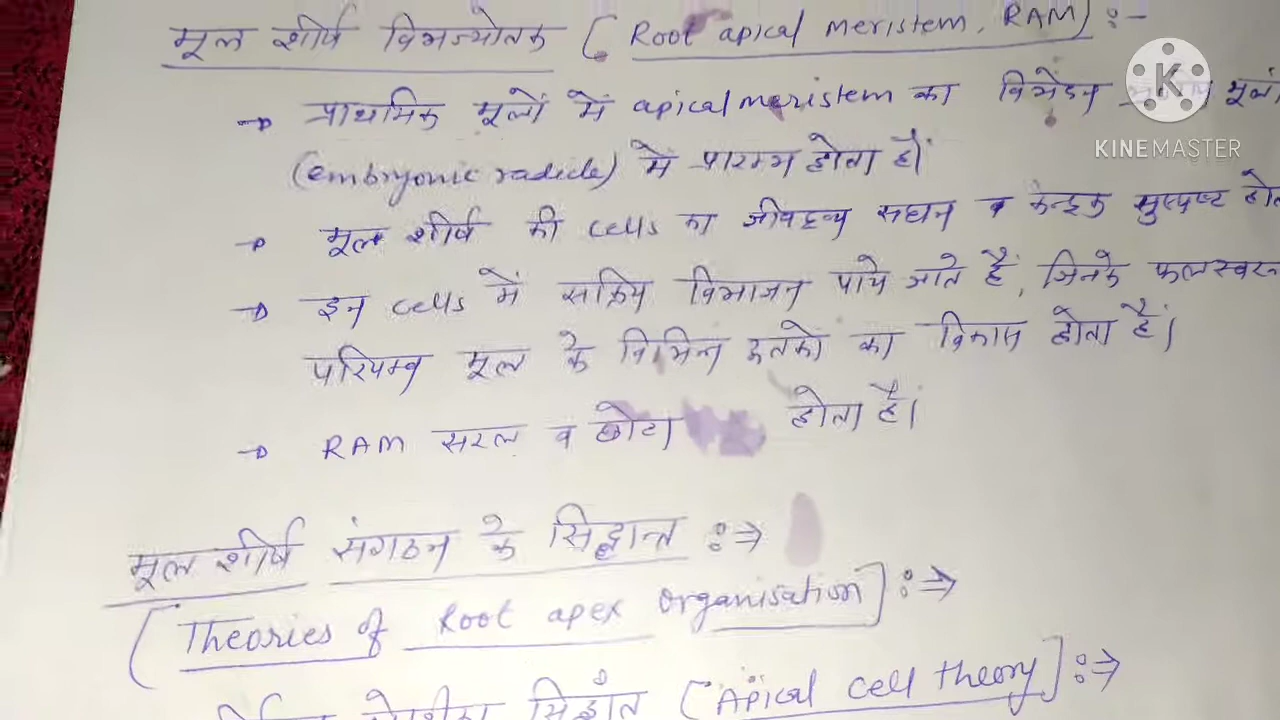 मूल शीर्ष विभज्योतक ( Root apical meristem, RAM) :-
→ प्राथमिक मूलों में apical meristem का विभेदन मूलां
(embryonic radicle) में प्रारम्भ होता है।
→ मूल शीर्ष की cells का जीवद्रव्य सघन व केन्द्रक सुस्पष्ट होत
→ इन cells में सक्रिय विभाजन पाये जाते हैं, जिनके फलस्वरू
परिपक्व मूल के विभिन्न ऊतको का विकास होता है।
→ RAM सरल व छोटा होता है।
मूल शीर्ष संगठन के सिद्धान्त :⇒
[Theories of Root apex organisation] :⇒
सिद्धांत [Apical cell theory] :⇒
K
KINEMASTER